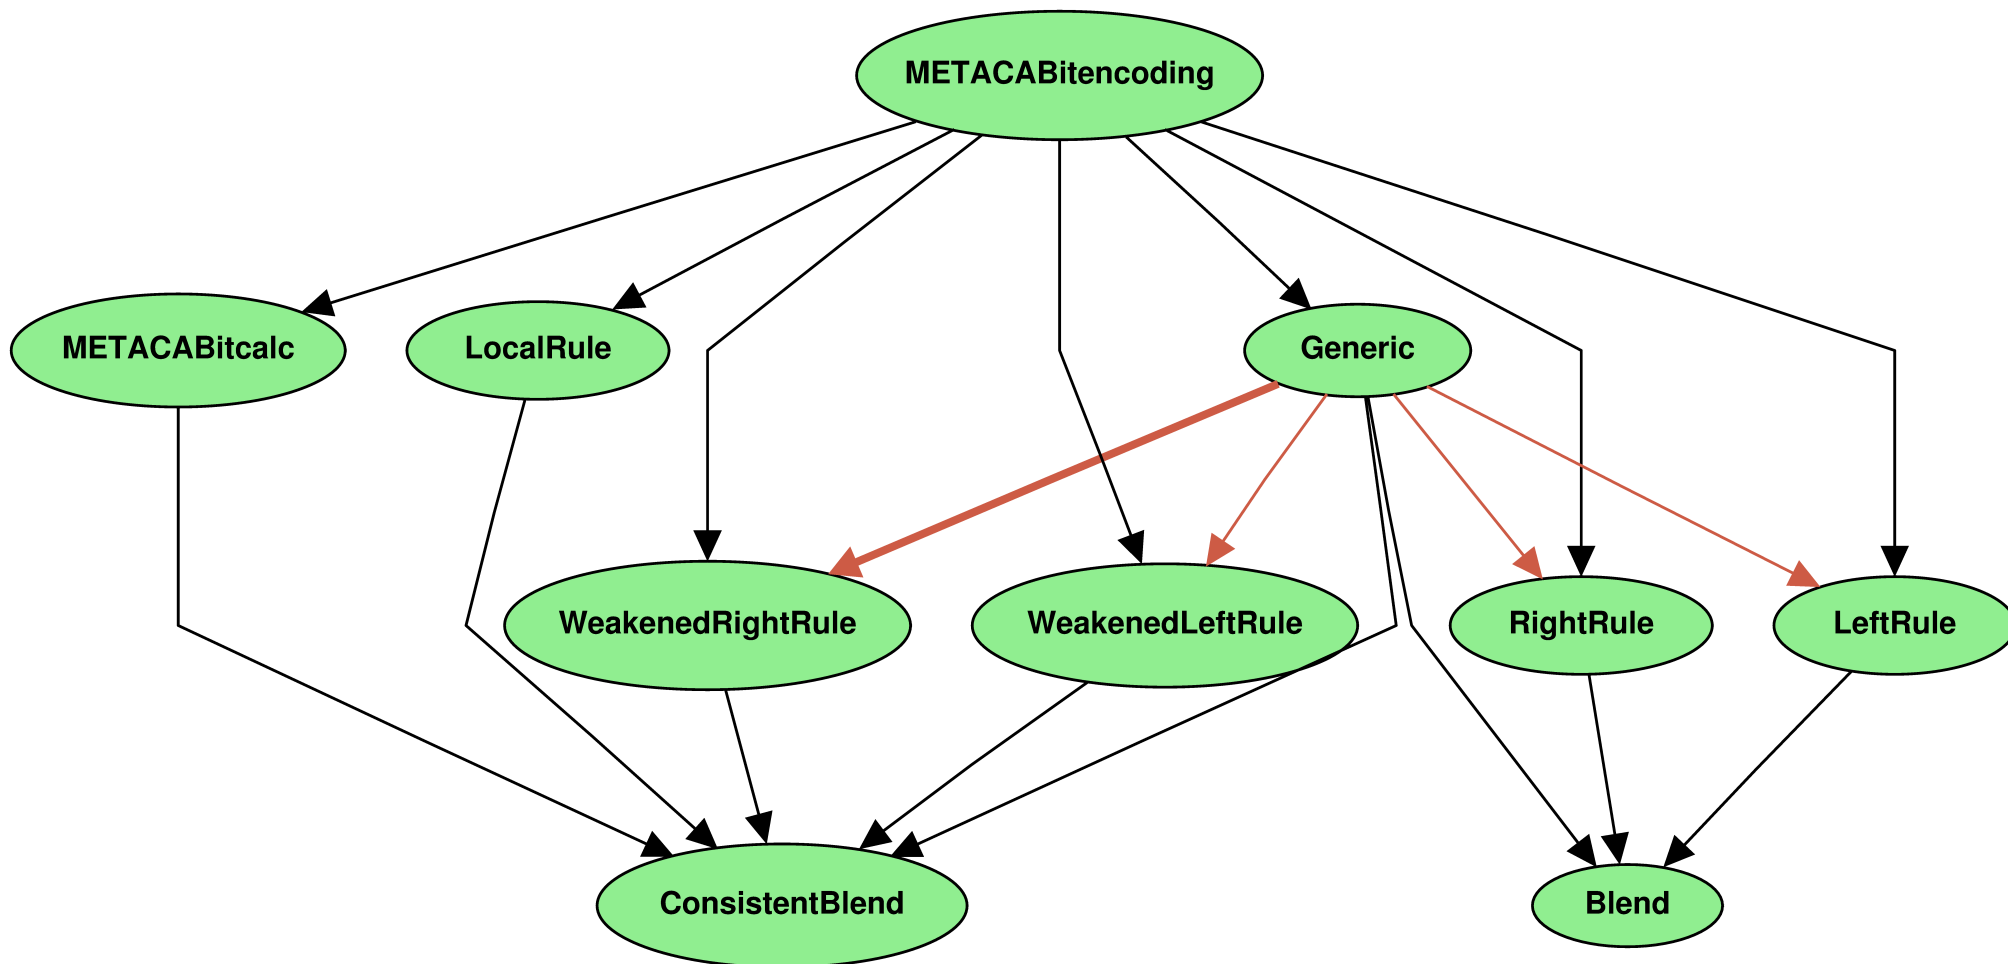 METACABitencoding
METACABitcalc
LocalRule
Generic
WeakenedRightRule
WeakenedLeftRule
RightRule
LeftRule
ConsistentBlend
Blend